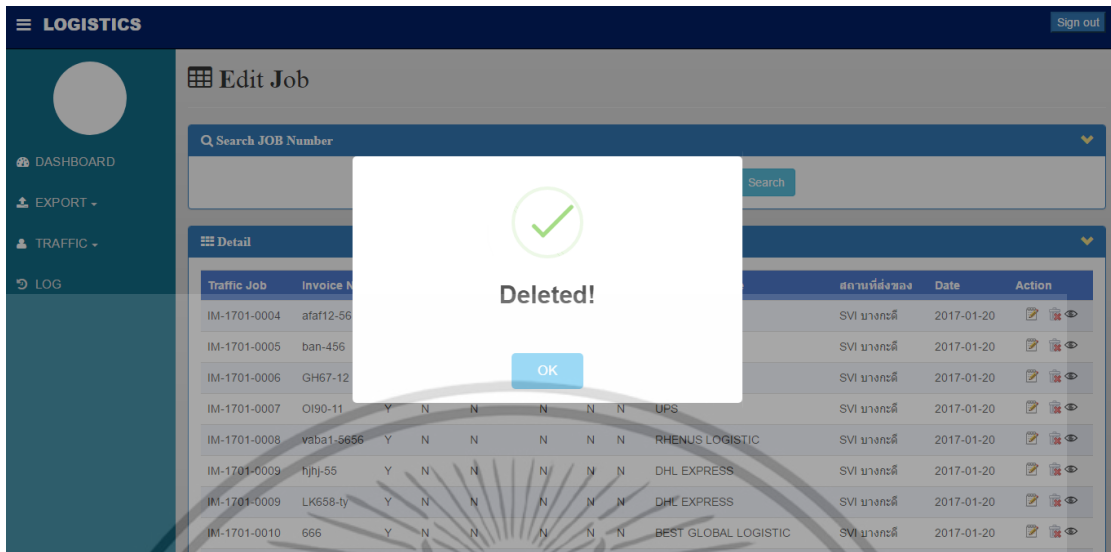 LOGISTICS Sign out
Edit Job
Search JOB Number
DASHBOARD
Search
EXPORT
TRAFFIC
Detail
LOG
Deleted!
OK
Traffic Job Invoice สถานที่ส่งของ Date Action
IM-1701-0004 afaf12-56 SVI บางกะดี 2017-01-20
IM-1701-0005 ban-456 SVI บางกะดี 2017-01-20
IM-1701-0006 GH67-12 SVI บางกะดี 2017-01-20
IM-1701-0007 OI90-11 Y N N N N N UPS SVI บางกะดี 2017-01-20
IM-1701-0008 vaba1-5656 Y N N N N N RHENUS LOGISTIC SVI บางกะดี 2017-01-20
IM-1701-0009 hjhj-55 Y N N N N N DHL EXPRESS SVI บางกะดี 2017-01-20
IM-1701-0009 LK658-ty Y N N N N N DHL EXPRESS SVI บางกะดี 2017-01-20
IM-1701-0010 666 Y N N N N N BEST GLOBAL LOGISTIC SVI บางกะดี 2017-01-20